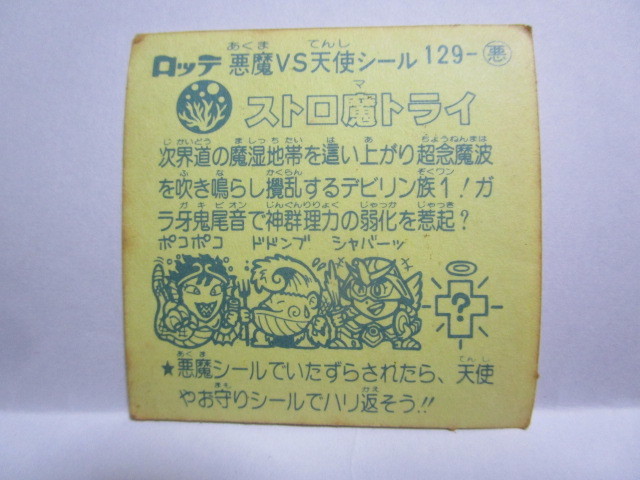 ロッテ 悪魔VS天使シール 129-悪
ストロ魔トライ
次界道の魔湿地帯を這い上がり超念魔波
を吹き鳴らし攪乱するデビリン族1!ガ
ラ牙鬼尾音で神群理力の弱化を惹起?
ポコポコ ドドンブ シャバーッ
?
★悪魔シールでいたずらされたら、天使
やお守りシールでハリ返そう!!